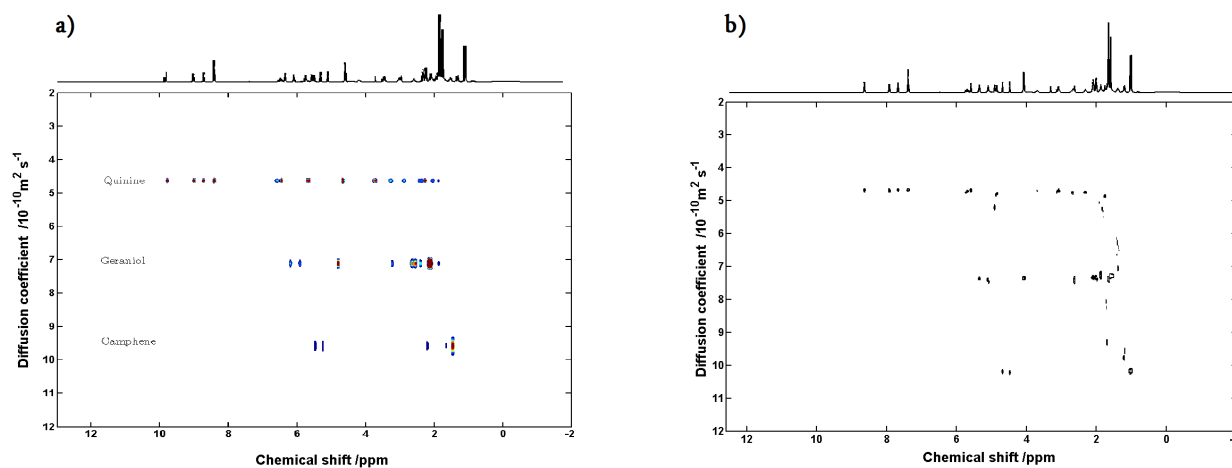 a)
2
3
4
5
6
7
8
9
10
11
12
Diffusion coefficient /10⁻¹⁰m² s⁻¹
Quinine
Geraniol
Camphene
12 10 8 6 4 2 0 -2
Chemical shift /ppm
b)
2
3
4
5
6
7
8
9
10
11
12
Diffusion coefficient /10⁻¹⁰m² s⁻¹
12 10 8 6 4 2 0
Chemical shift /ppm